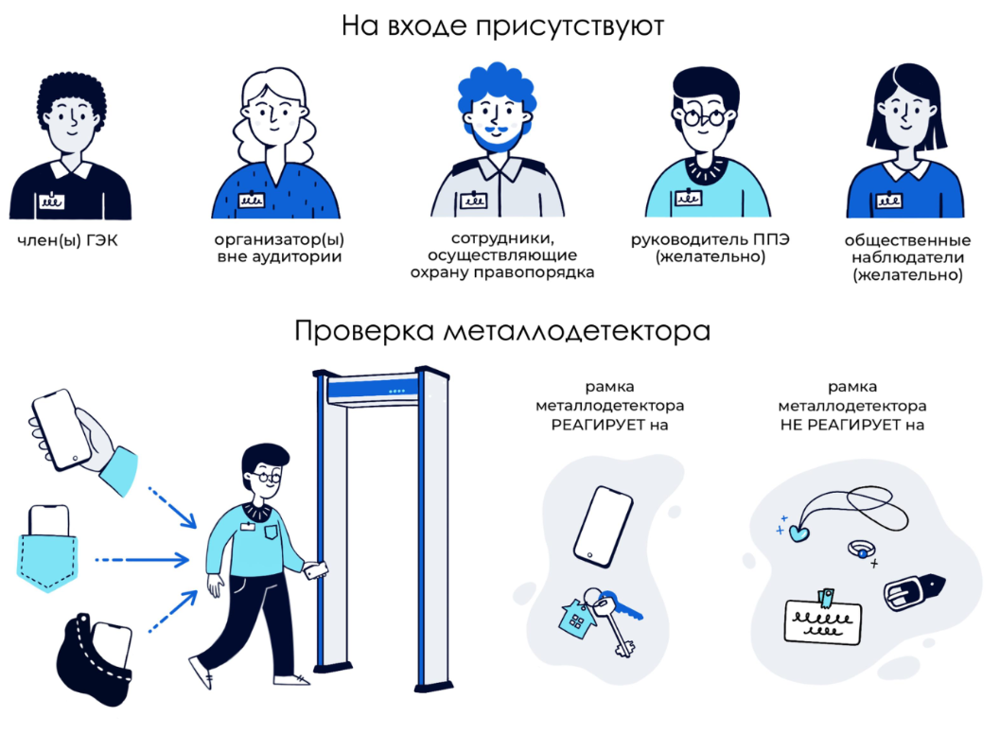 На входе присутствуют
член(ы) ГЭК
организатор(ы)
вне аудитории
сотрудники,
осуществляющие
охрану правопорядка
руководитель ППЭ
(желательно)
общественные
наблюдатели
(желательно)
Проверка металлодетектора
рамка
металлодетектора
РЕАГИРУЕТ на
рамка
металлодетектора
НЕ РЕАГИРУЕТ на